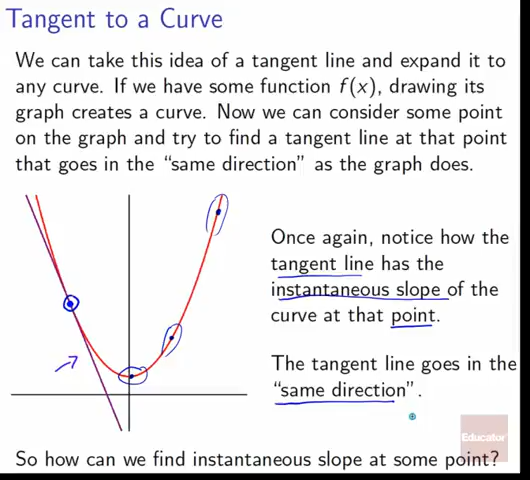 Tangent to a Curve
We can take this idea of a tangent line and expand it to
any curve. If we have some function f(x), drawing its
graph creates a curve. Now we can consider some point
on the graph and try to find a tangent line at that point
that goes in the “same direction” as the graph does.
Once again, notice how the
tangent line has the
instantaneous slope of the
curve at that point.
The tangent line goes in the
“same direction”.
Educator
So how can we find instantaneous slope at some point?